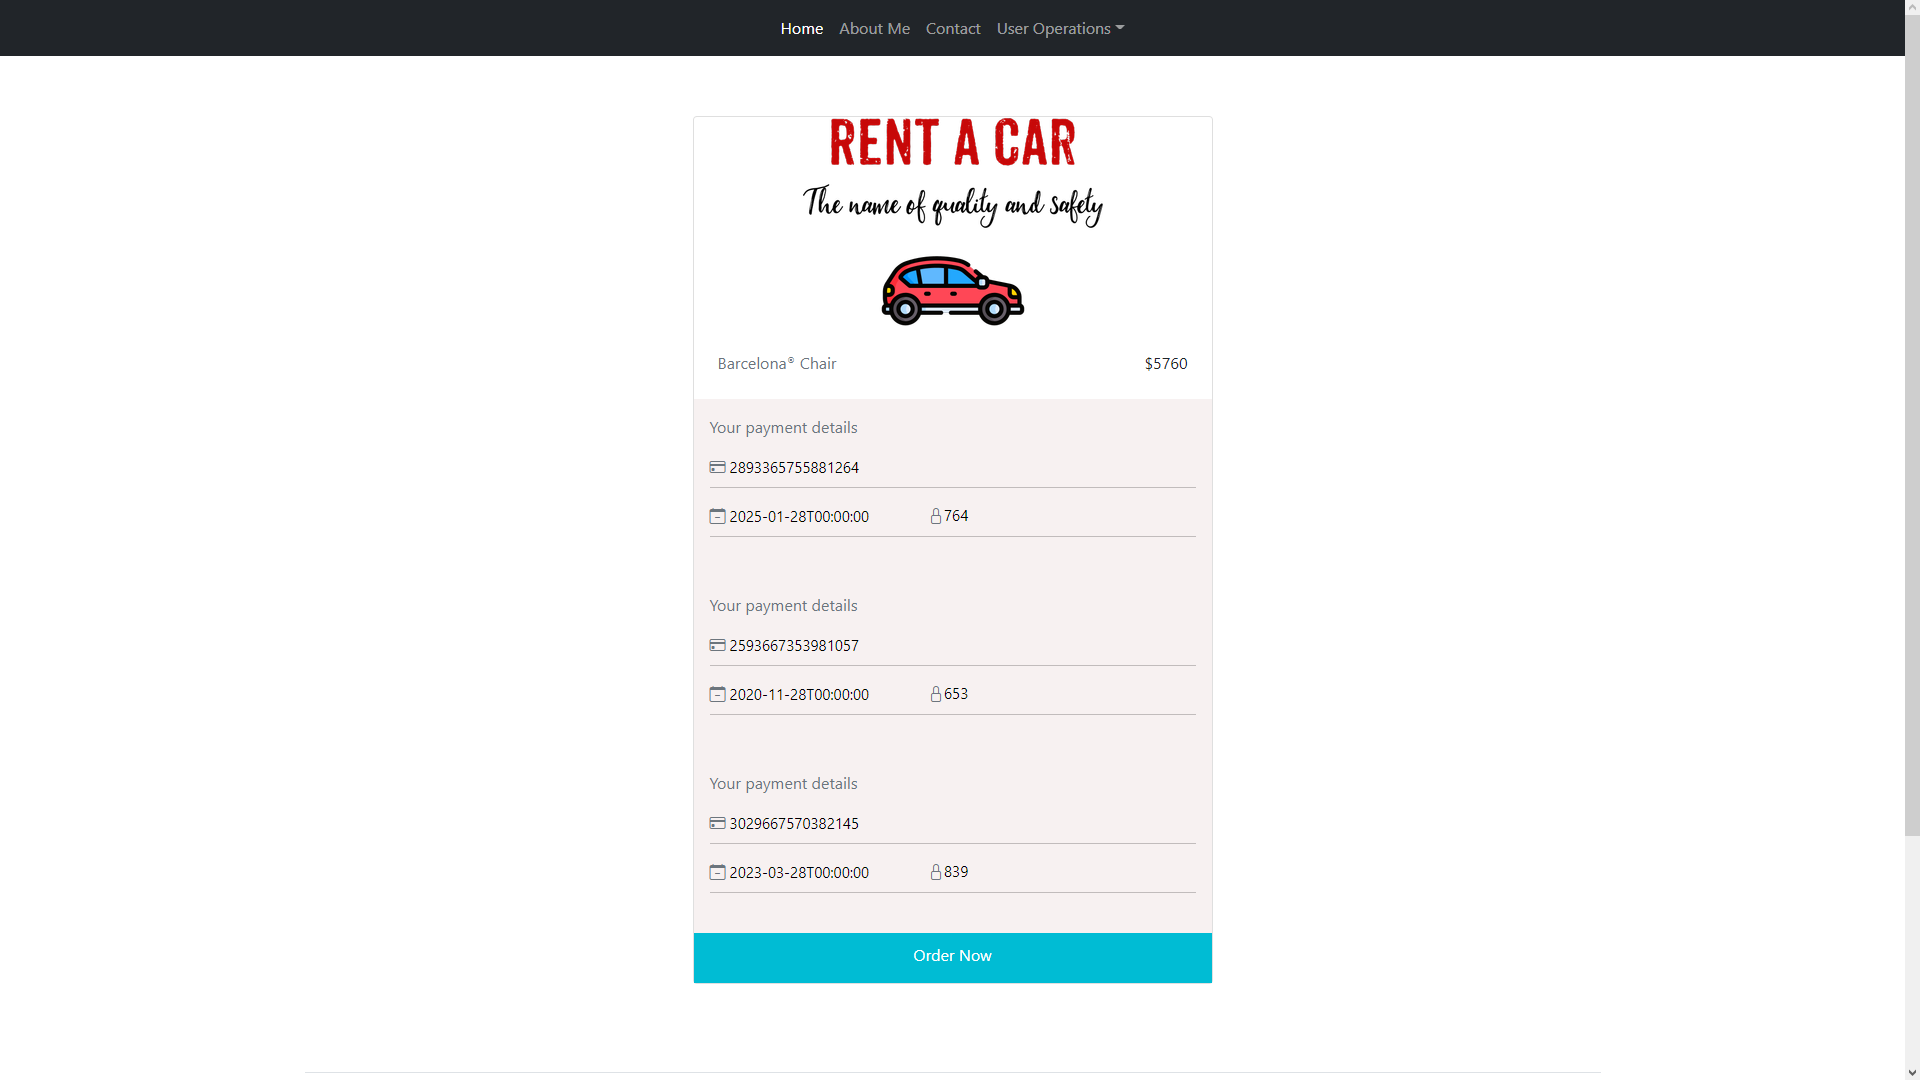 Home About Me Contact User Operations
RENT A CAR
The name of quality and safety
Barcelona® Chair $5760
Your payment details
2893365755881264
2025-01-28T00:00:00 764
Your payment details
2593667353981057
2020-11-28T00:00:00 653
Your payment details
3029667570382145
2023-03-28T00:00:00 839
Order Now